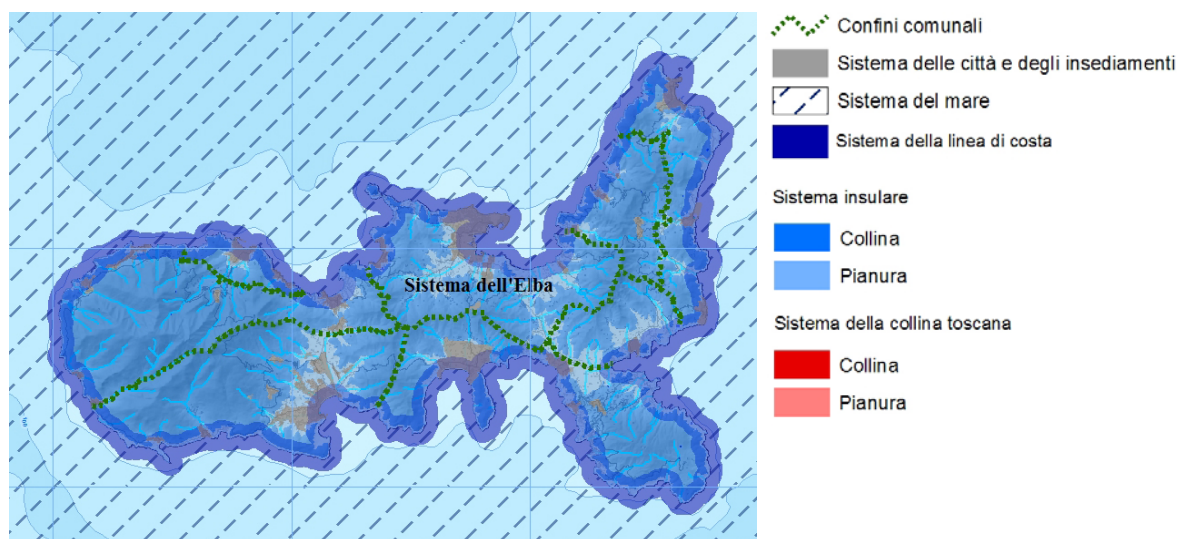 Sistema dell'Elba
Confini comunali
Sistema delle città e degli insediamenti
Sistema del mare
Sistema della linea di costa
Sistema insulare
Collina
Pianura
Sistema della collina toscana
Collina
Pianura